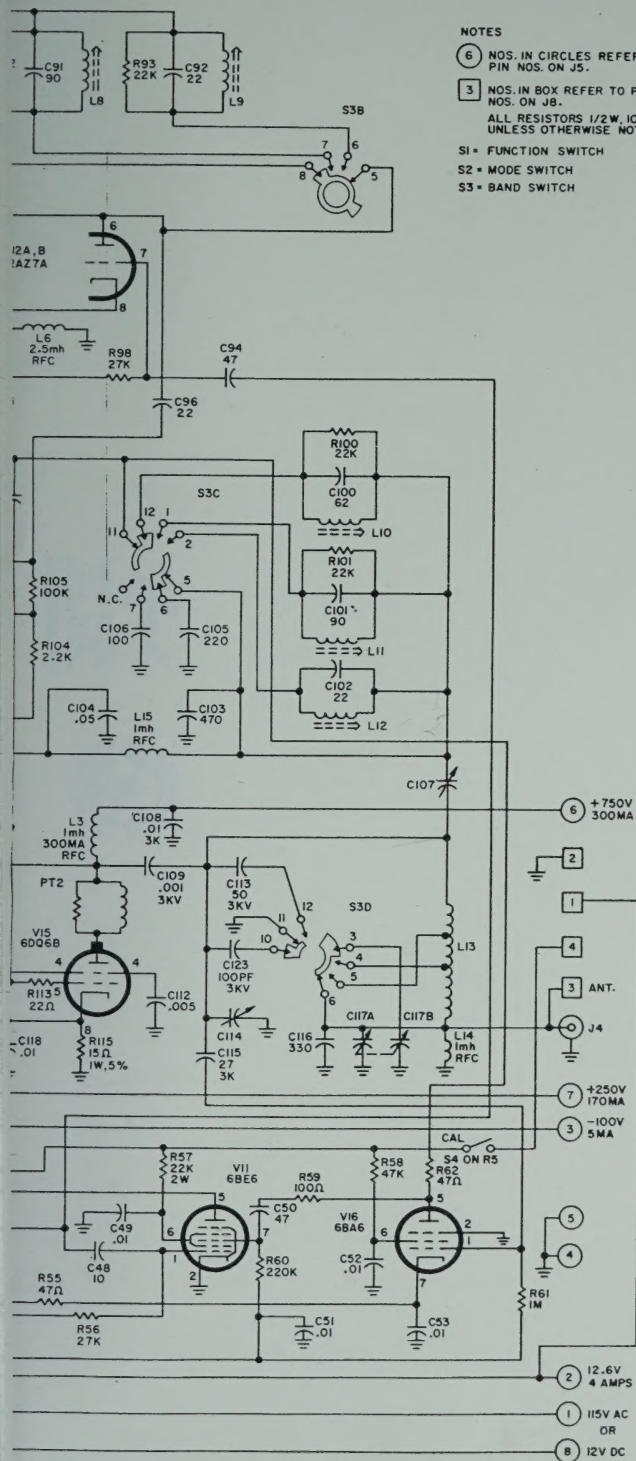 NOTES
6 NOS. IN CIRCLES REFER
PIN NOS. ON J5.
3 NOS. IN BOX REFER TO P
NOS. ON J8.
ALL RESISTORS 1/2W, 10
UNLESS OTHERWISE NO
S1 = FUNCTION SWITCH
S2 = MODE SWITCH
S3 = BAND SWITCH
C91
90
L8
R93
22K
C92
22
L9
S3B
7
6
8
5
12A,B
2AZ7A
6
7
8
L6
2.5mh
RFC
R98
27K
C94
47
C96
22
R100
22K
C100
62
L10
S3C
12
1
11
2
N.C.
7
6
5
R101
22K
C101
90
L11
R105
100K
C106
100
C105
220
R104
2.2K
C102
22
L12
C104
.05
L15
1mh
RFC
C103
470
C107
6 +750V
300MA
L3
1mh
300MA
RFC
C108
.01
3K
C109
.001
3KV
C113
50
3KV
2
1
PT2
12
11
10
S3D
3
4
5
6
L13
4
V15
6DQ6B
C123
100PF
3KV
3 ANT.
4
4
5
R113
22Ω
C112
.005
C114
C117A
C117B
J4
8
C118
.01
R115
15Ω
1W,5%
C115
27
3K
C116
330
L14
1mh
RFC
7 +250V
170MA
3 -100V
5MA
CAL
S4 ON R5
R57
22K
2W
V11
6BE6
R59
100Ω
R58
47K
R62
47Ω
5
C50
47
V16
6BA6
5
2
1
5
C49
.01
6
1
7
6
C48
10
2
R60
220K
C52
.01
7
4
R55
47Ω
R61
1M
R56
27K
C51
.01
C53
.01
2 12.6V
4 AMPS
1 115V AC
OR
8 12V DC